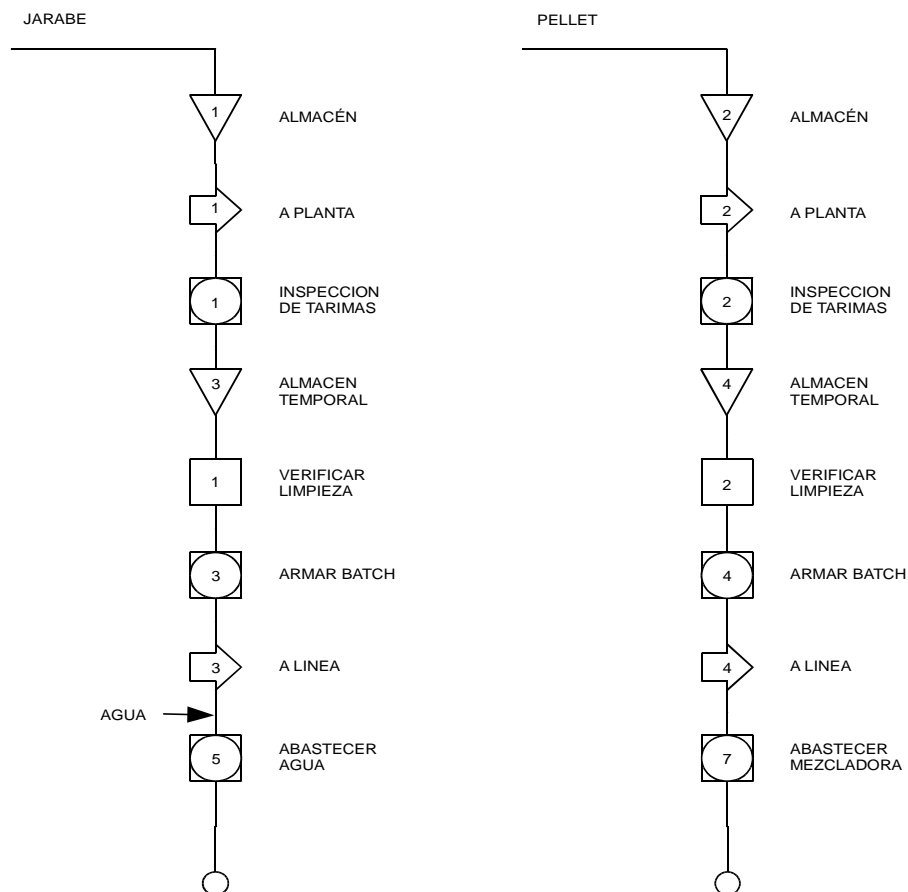 JARABE
1
ALMACÉN
1
A PLANTA
1
INSPECCION
DE TARIMAS
3
ALMACEN
TEMPORAL
1
VERIFICAR
LIMPIEZA
3
ARMAR BATCH
3
A LINEA
AGUA
5
ABASTECER
AGUA
PELLET
2
ALMACÉN
2
A PLANTA
2
INSPECCION
DE TARIMAS
4
ALMACEN
TEMPORAL
2
VERIFICAR
LIMPIEZA
4
ARMAR BATCH
4
A LINEA
7
ABASTECER
MEZCLADORA